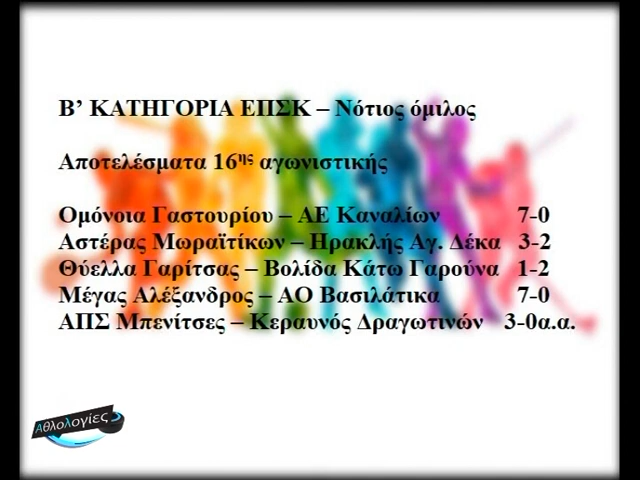 Β’ ΚΑΤΗΓΟΡΙΑ ΕΠΣΚ – Νότιος όμιλος
Αποτελέσματα 16ης αγωνιστικής
Ομόνοια Γαστουρίου – ΑΕ Καναλίων 7-0
Αστέρας Μωραϊτίκων – Ηρακλής Αγ. Δέκα 3-2
Θύελλα Γαρίτσας – Βολίδα Κάτω Γαρούνα 1-2
Μέγας Αλέξανδρος – ΑΟ Βασιλάτικα 7-0
ΑΠΣ Μπενίτσες – Κεραυνός Δραγωτινών 3-0α.α.
Αθλολογίες